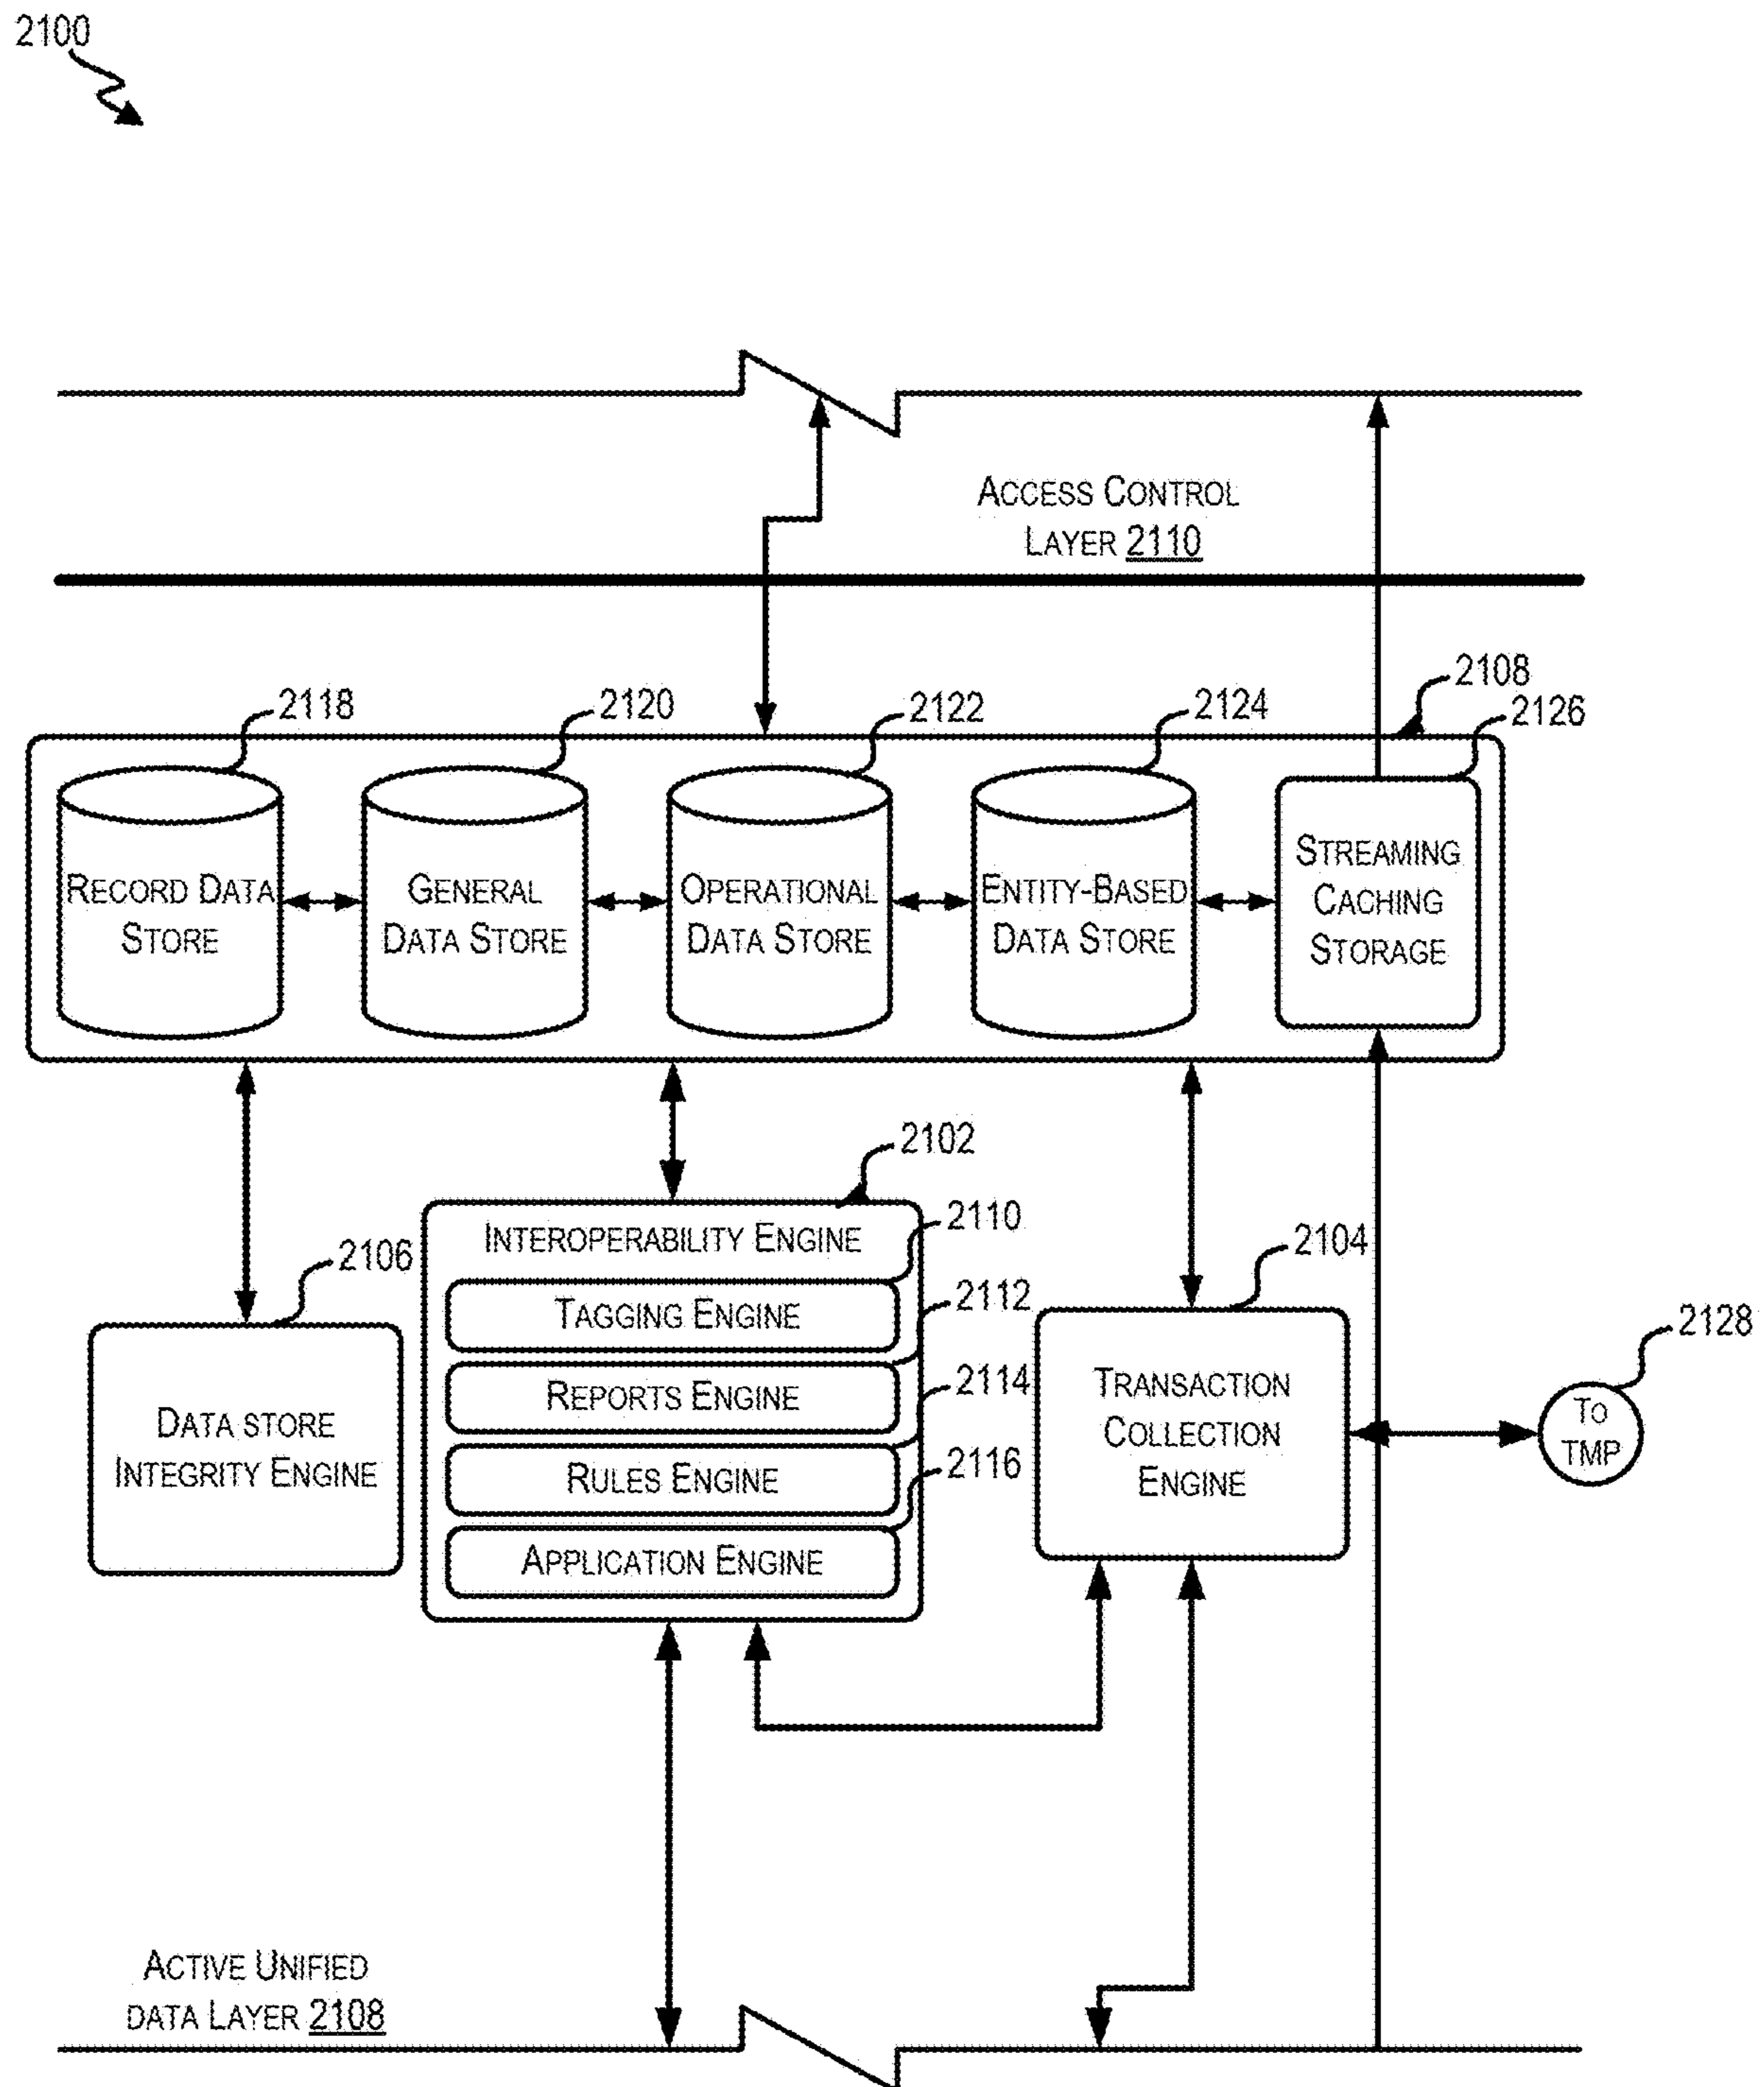 2100
ACCESS CONTROL
LAYER 2110
2108
2118
2120
2122
2124
2126
RECORD DATA
STORE
GENERAL
DATA STORE
OPERATIONAL
DATA STORE
ENTITY-BASED
DATA STORE
STREAMING
CACHING
STORAGE
2102
INTEROPERABILITY ENGINE
2110
TAGGING ENGINE
2112
REPORTS ENGINE
2114
RULES ENGINE
2116
APPLICATION ENGINE
2106
DATA STORE
INTEGRITY ENGINE
2104
TRANSACTION
COLLECTION
ENGINE
2128
TO
TMP
ACTIVE UNIFIED
DATA LAYER 2108